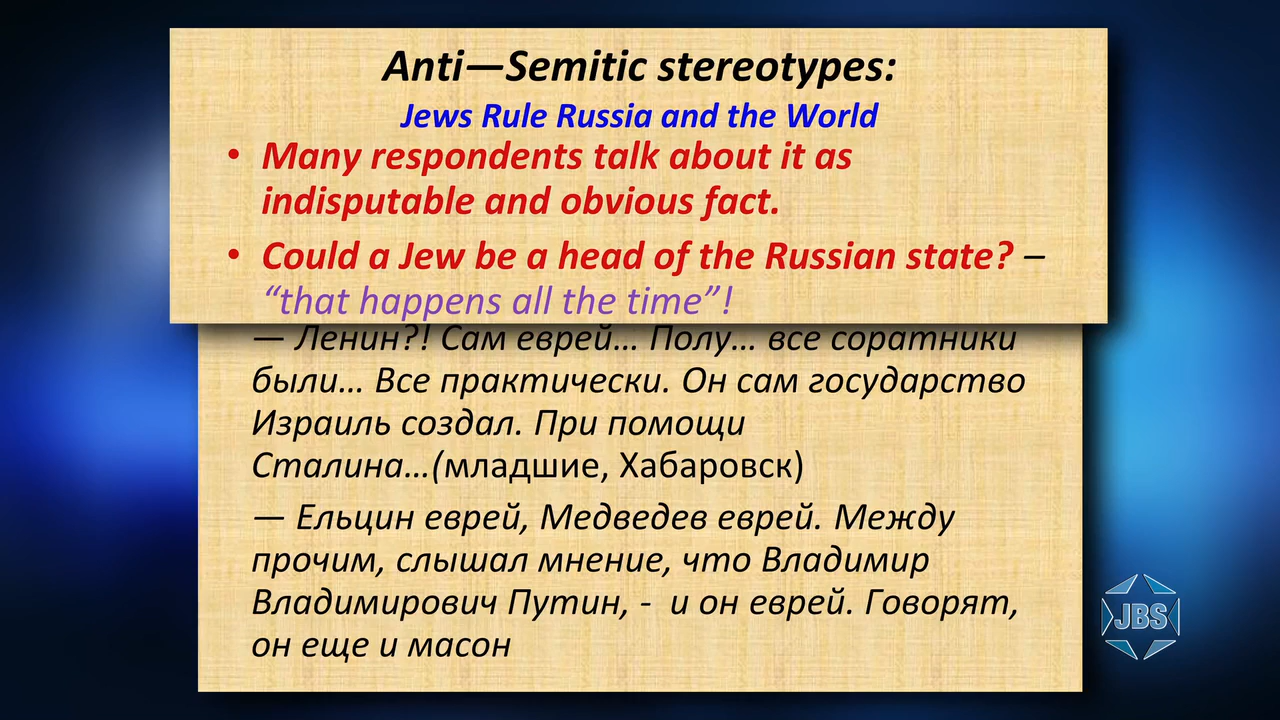 Anti—Semitic stereotypes:
Jews Rule Russia and the World
• Many respondents talk about it as
indisputable and obvious fact.
• Could a Jew be a head of the Russian state? –
“that happens all the time”!
— Ленин?! Сам еврей... Полу... все соратники
были... Все практически. Он сам государство
Израиль создал. При помощи
Сталина...(младшие, Хабаровск)
— Ельцин еврей, Медведев еврей. Между
прочим, слышал мнение, что Владимир
Владимирович Путин, - и он еврей. Говорят,
он еще и масон
JBS